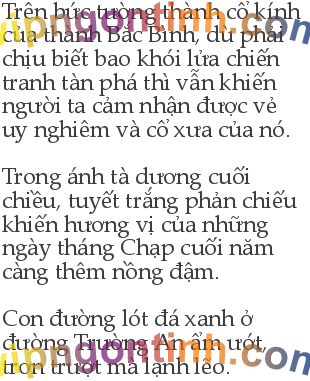 Trên bức tường thành cổ kính
của thành Bắc Bình, dù phải
chịu biết bao khói lửa chiến
tranh tàn phá thì vẫn khiến
người ta cảm nhận được vẻ
uy nghiêm và cổ xưa của nó.
Trong ánh tà dương cuối
chiều, tuyết trắng phản chiếu
khiến hương vị của những
ngày tháng Chạp cuối năm
càng thêm nồng đậm.
Con đường lót đá xanh ở
đường Trường An ẩm ướt,
trơn trượt mà lạnh lẽo.
vipngontinh.com
vipngontinh.com